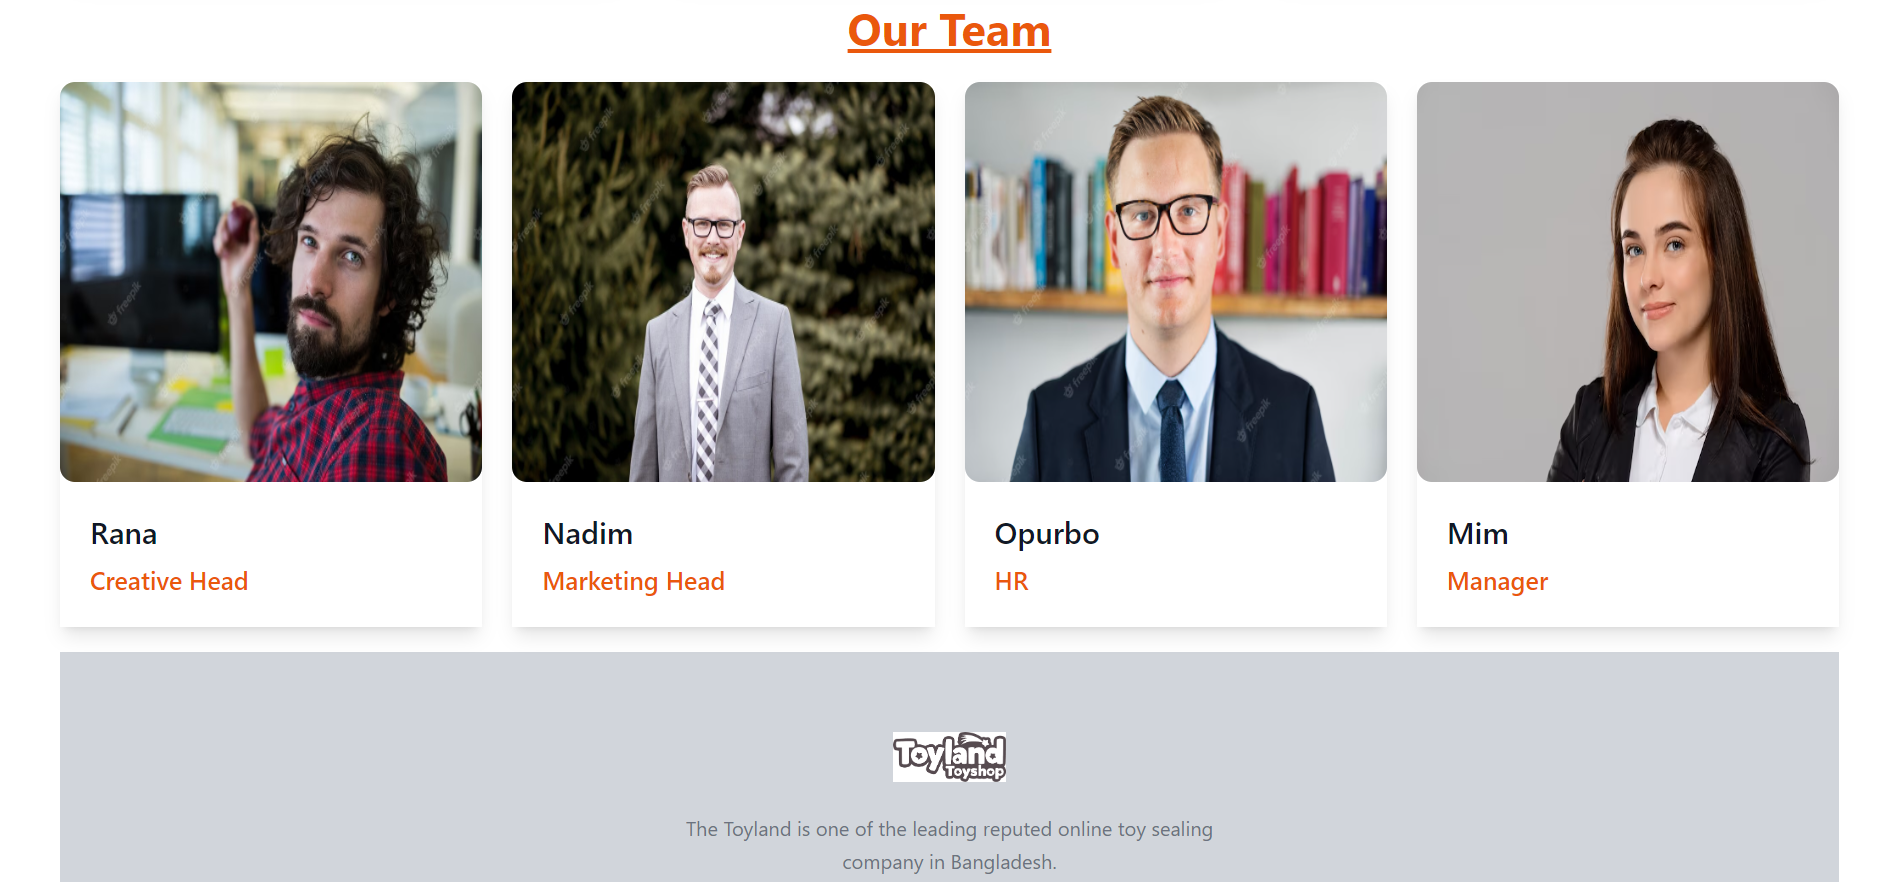 Our Team
Rana
Creative Head
Nadim
Marketing Head
Opurbo
HR
Mim
Manager
Toyland
Toyshop
The Toyland is one of the leading reputed online toy sealing
company in Bangladesh.